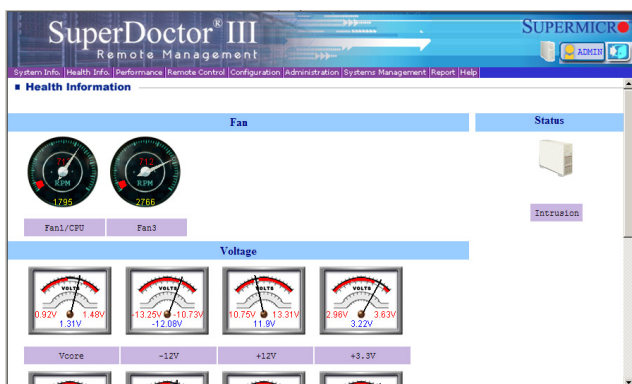 SuperDoctor® III
Remote Management
SUPERMICRO
ADMIN
System Info. Health Info. Performance Remote Control Configuration Administration Systems Management Report Help
Health Information
Fan
Status
712
RPM
1795
712
RPM
2766
Fan1/CPU
Fan3
Intrusion
Voltage
VOLTS
0.92V 1.48V
1.31V
VOLTS
-13.25V -10.73V
-12.08V
VOLTS
10.75V 13.31V
11.9V
VOLTS
2.96V 3.63V
3.22V
Vcore
-12V
+12V
+3.3V